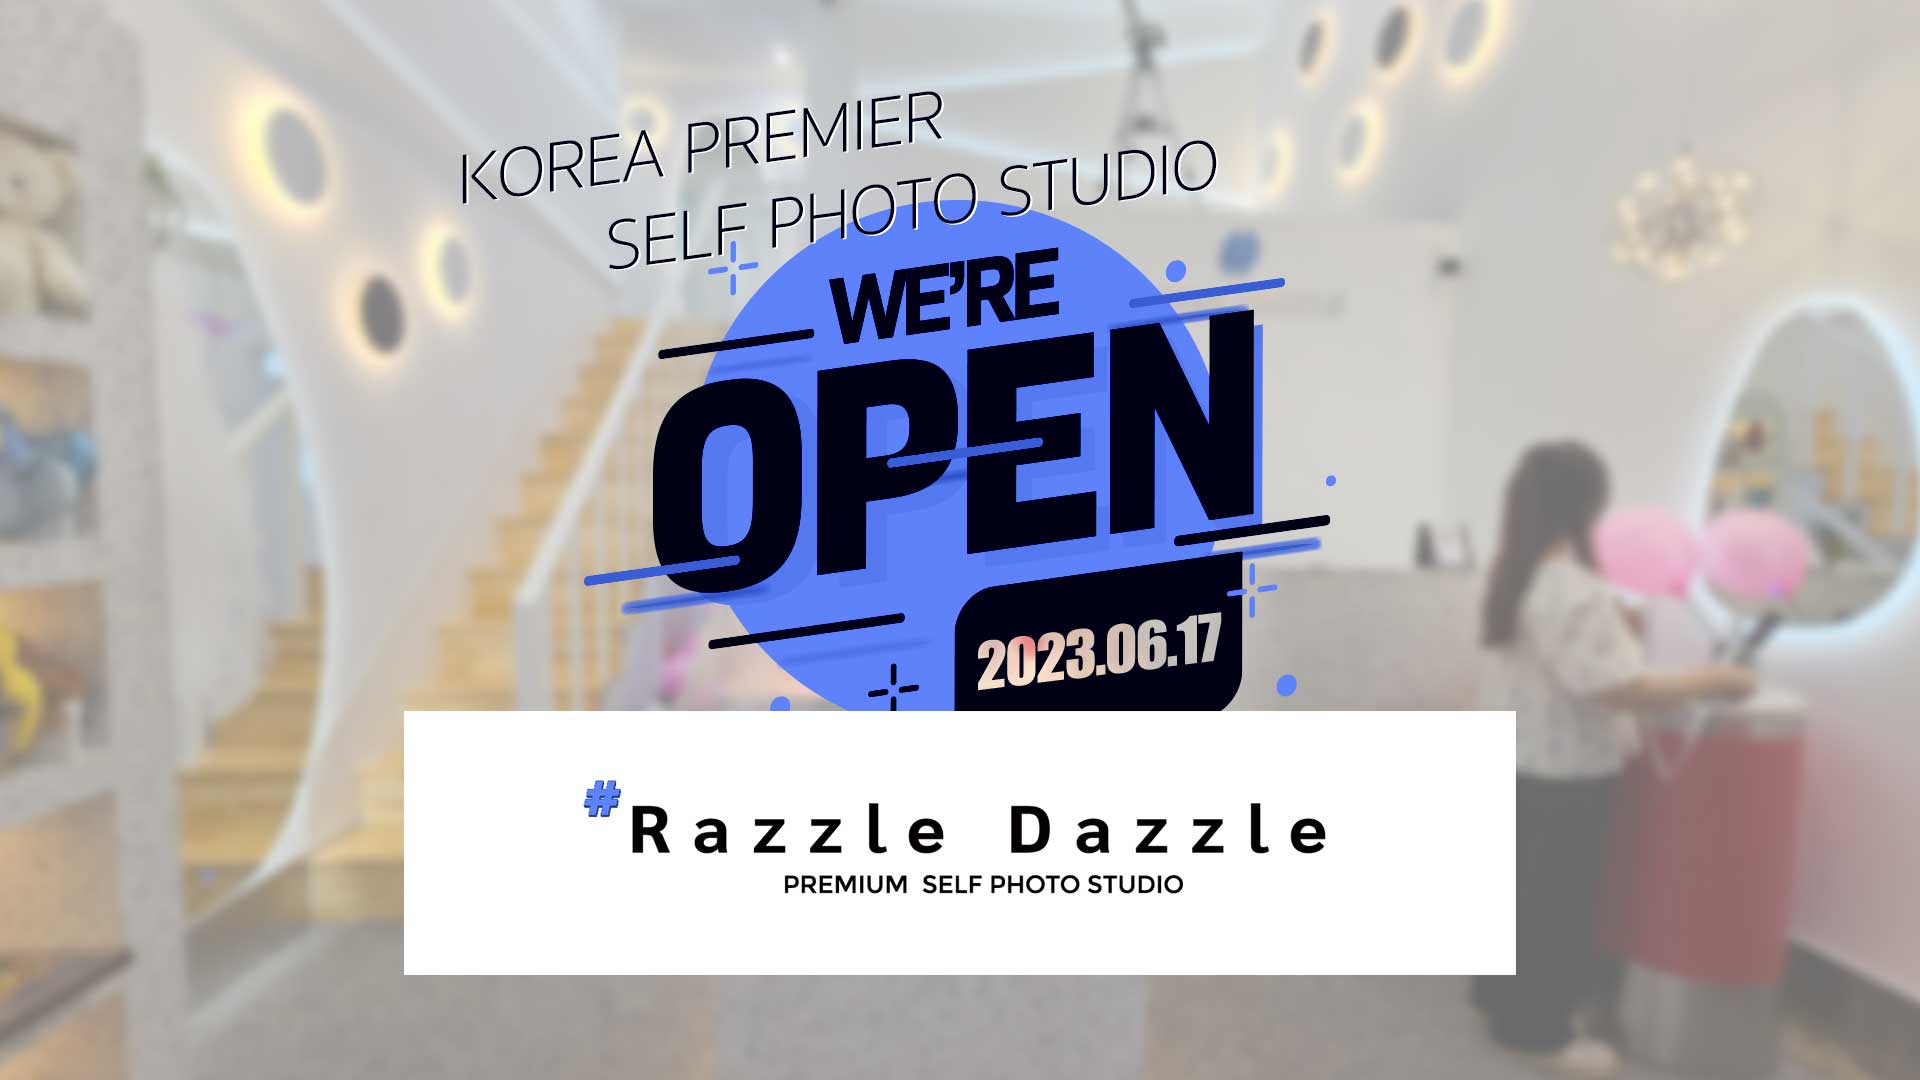 KOREA PREMIER
SELF PHOTO STUDIO
WE'RE
OPEN
2023.06.17
#Razzle Dazzle
PREMIUM SELF PHOTO STUDIO